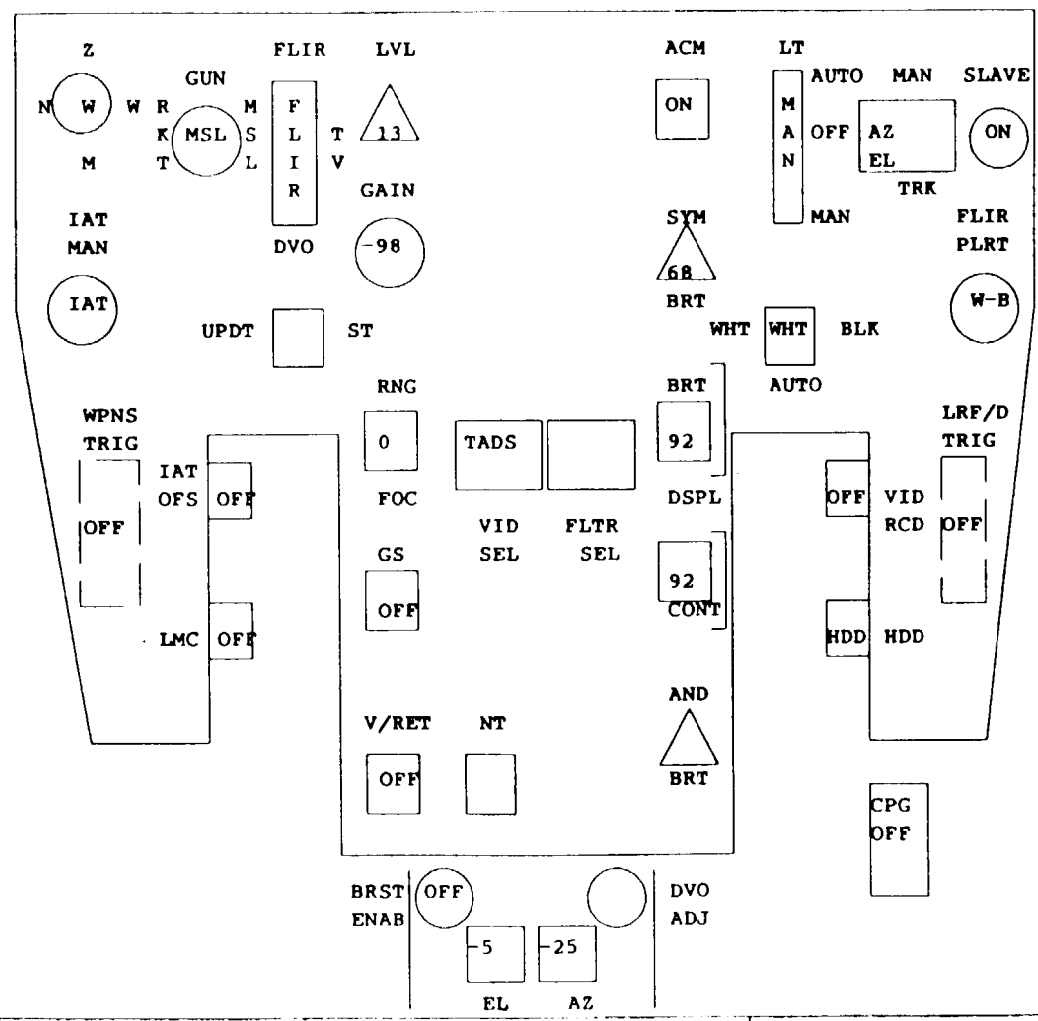 Z FLIR LVL ACM LT
GUN AUTO MAN SLAVE
N W W R MSL M F ON M AZ ON
K S L T 13 A OFF EL
M T L I V N
R GAIN TRK
IAT SYM MAN FLIR
MAN DVO -98 PLRT
68
IAT BRT W-B
UPDT ST WHT WHT BLK
RNG BRT AUTO
WPNS LRF/D
TRIG 0 TADS 92 TRIG
IAT
OFS OFF FOC DSPL OFF VID
OFF VID FLTR RCD OFF
GS SEL SEL
92
OFF CONT
LMC OFF HDD HDD
AND
V/RET NT
OFF BRT
CPG
OFF
BRST OFF DVO
ENAB ADJ
-5 -25
EL AZ